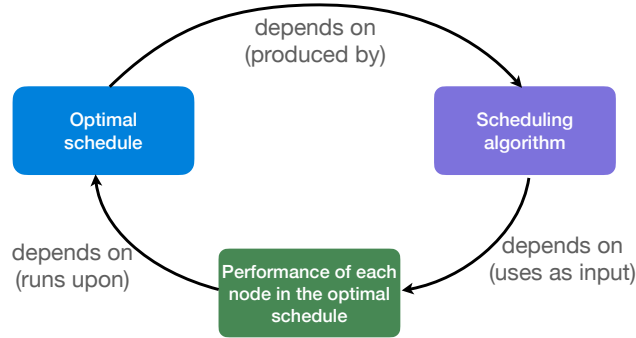 depends on
(produced by)
Optimal
schedule
Scheduling
algorithm
depends on
(runs upon)
depends on
(uses as input)
Performance of each
node in the optimal
schedule